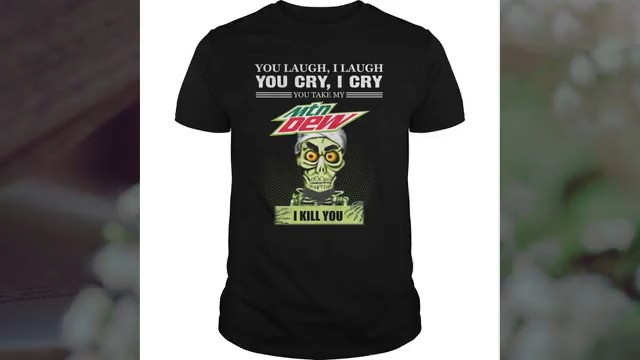 YOU LAUGH, I LAUGH
YOU CRY, I CRY
YOU TAKE MY
Mtn
DEW
I KILL YOU